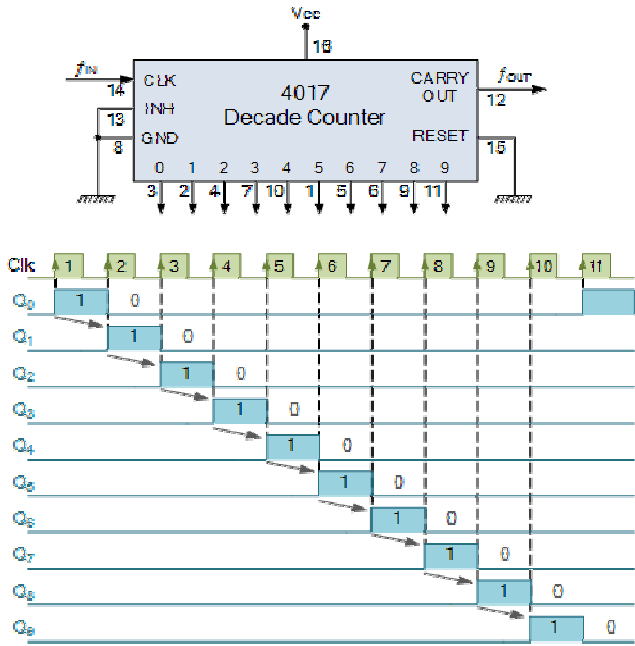 Vcc
16
fIN CLK 4017 CARRY OUT fOUT
14 12
13 INH Decade Counter
8 GND RESET 15
0 1 2 3 4 5 6 7 8 9
3 2 4 7 10 1 5 6 9 11
Clk 1 2 3 4 5 6 7 8 9 10 11
Q0 1 0
Q1 1 0
Q2 1 0
Q3 1 0
Q4 1 0
Q5 1 0
Q6 1 0
Q7 1 0
Q8 1 0
Q9 1 0